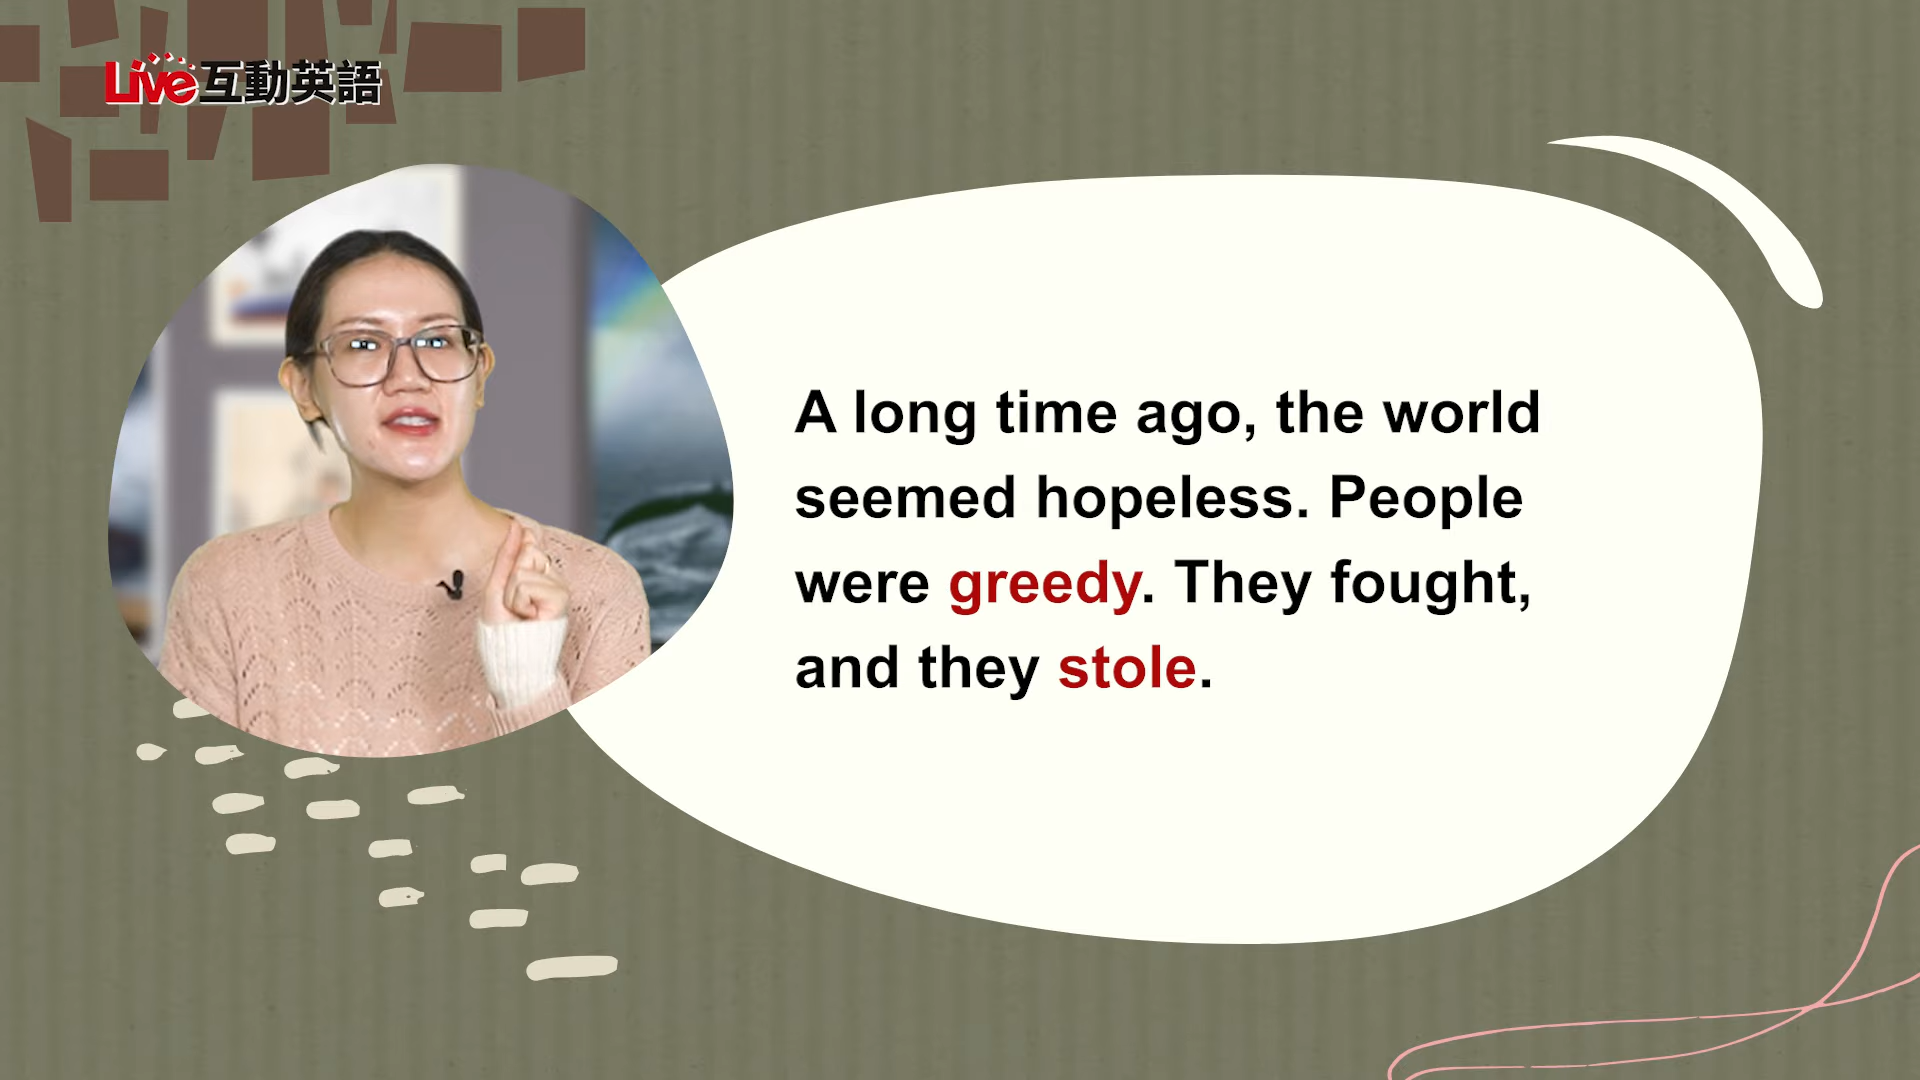 Live互動英語
A long time ago, the world
seemed hopeless. People
were greedy. They fought,
and they stole.